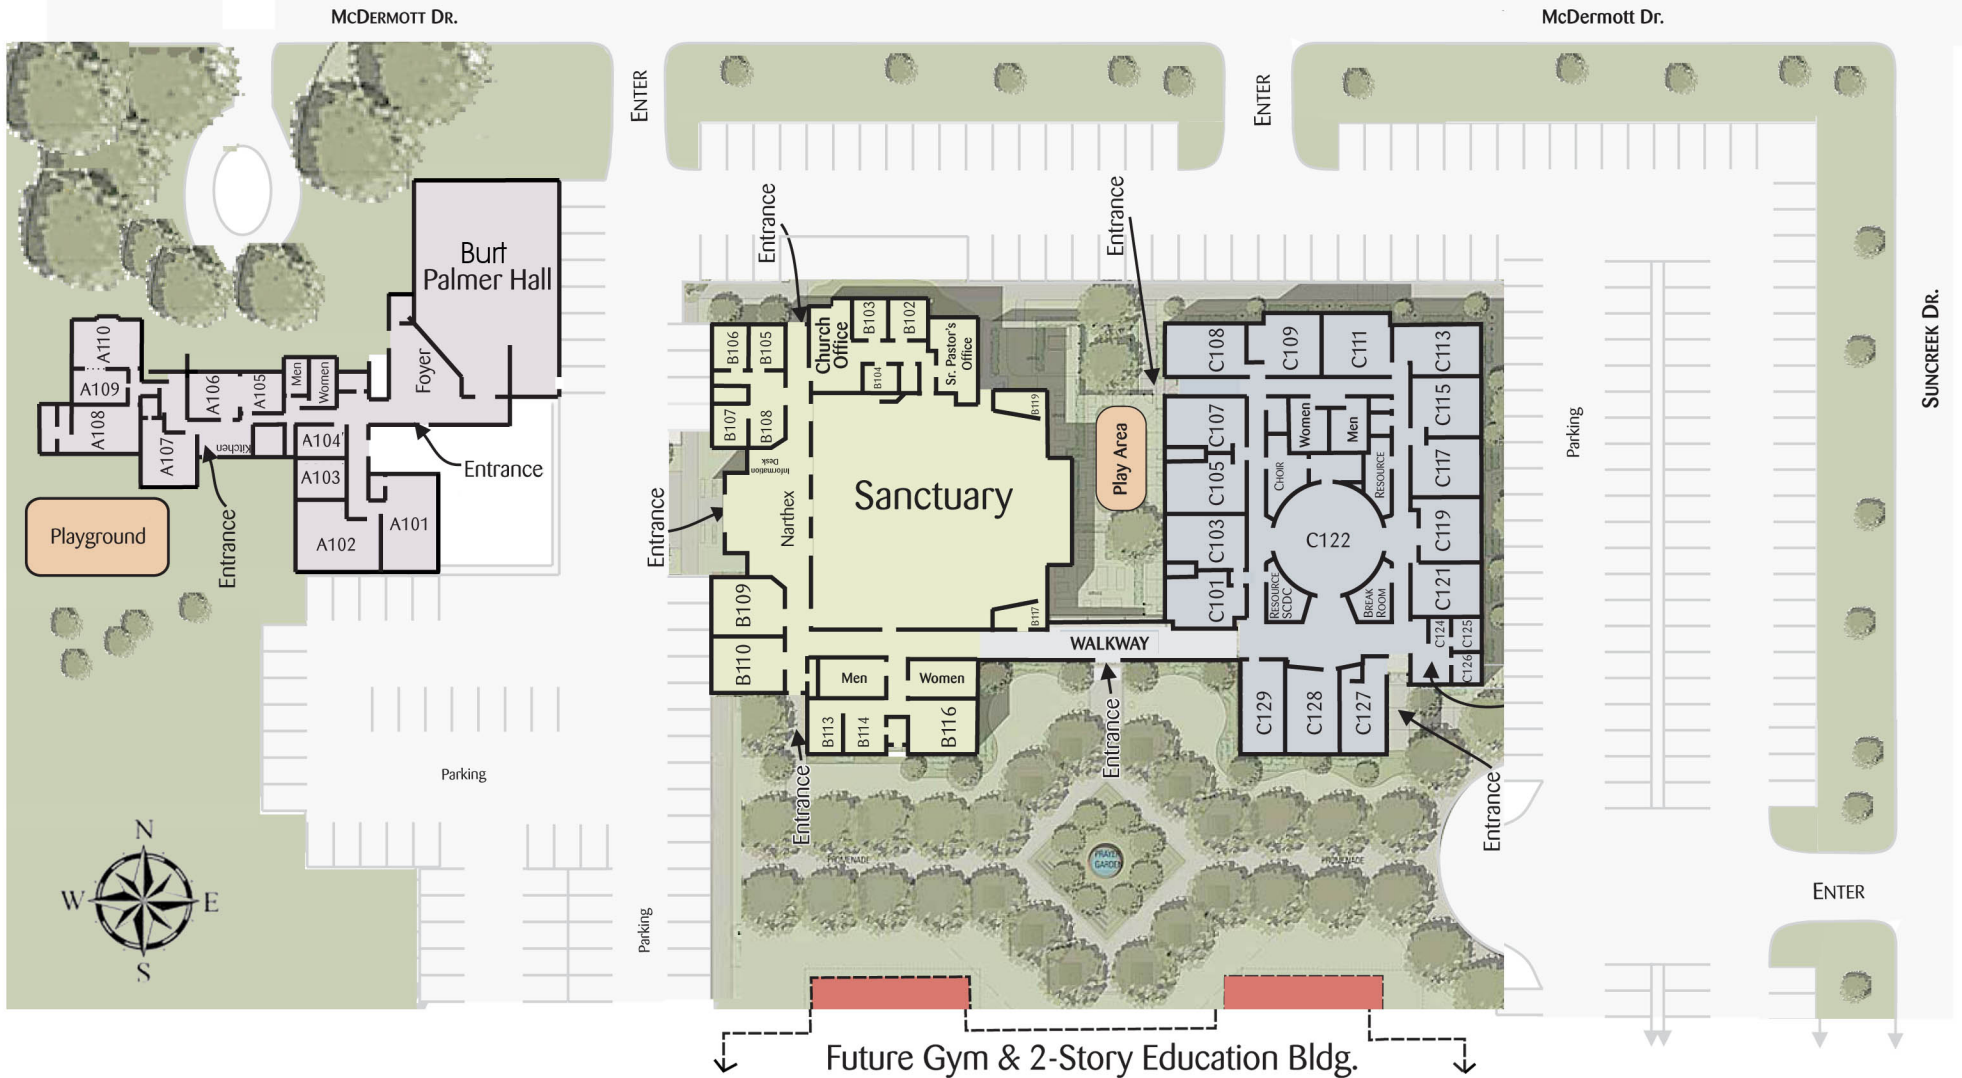 McDermott Dr.
McDermott Dr.
ENTER
ENTER
SUNCREEK DR.
ENTER
Burt
Palmer Hall
Foyer
Entrance
A110
A109
A108
A107
A106
A105
Men
Women
Kitchen
A104
A103
A102
A101
Entrance
Playground
Parking
Parking
N
W
E
S
Entrance
Entrance
Entrance
B106
B105
Church
Office
B103
B102
B104
Sr. Pastor's
Office
B107
B108
Information
Desk
Narthex
Sanctuary
B119
B117
B109
B110
Men
Women
B113
B114
B116
Entrance
Play Area
Entrance
WALKWAY
Entrance
C108
C109
C111
C113
C115
C117
C119
C121
C107
C105
C103
C101
Women
Men
CHOIR
RESOURCE
C122
RESOURCE
SCDC
BREAK
ROOM
C124
C125
C126
C129
C128
C127
Entrance
Parking
PROMENADE
PRAYER
GARDEN
PROMENADE
Future Gym & 2-Story Education Bldg.